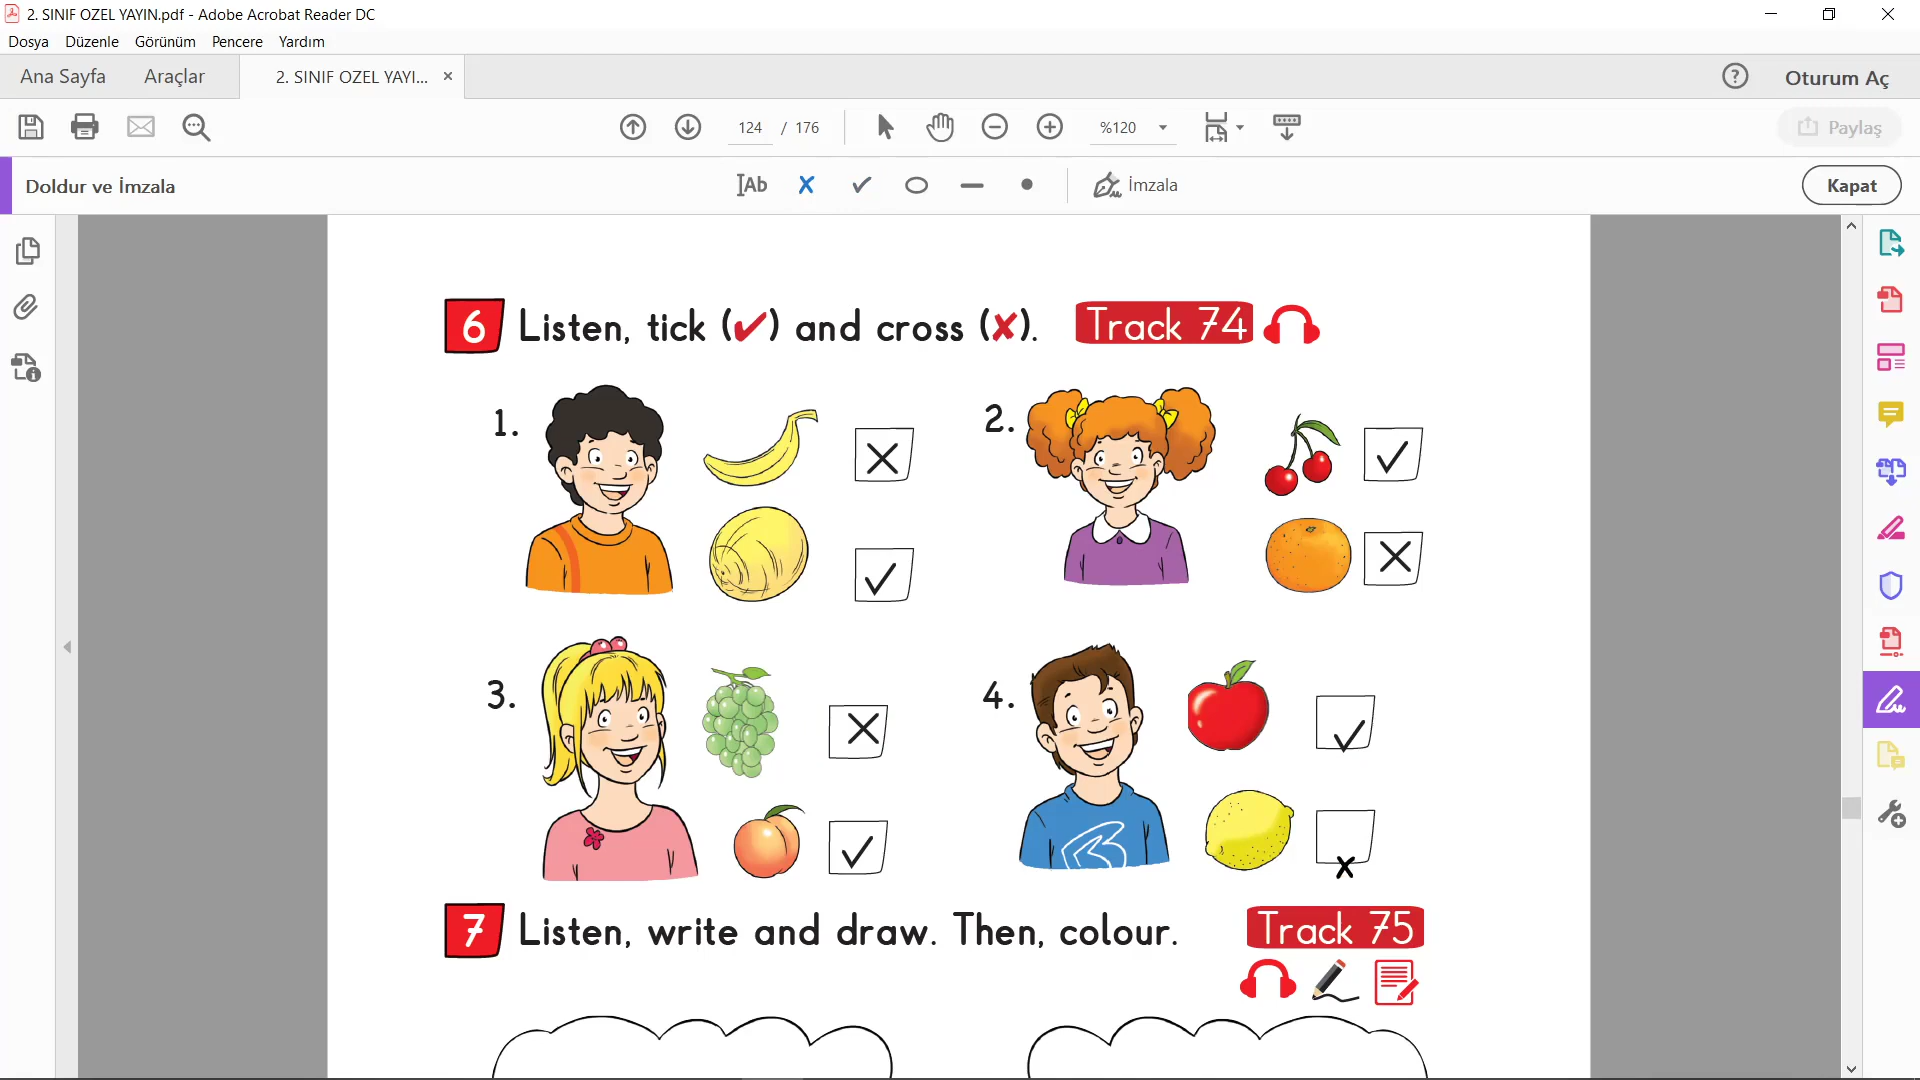 2. SINIF OZEL YAYIN.pdf - Adobe Acrobat Reader DC
Dosya Düzenle Görünüm Pencere Yardım
Ana Sayfa Araçlar 2. SINIF OZEL YAYI... × Oturum Aç
124 / 176 %120 Paylaş
Doldur ve İmzala Ab İmzala Kapat
6 Listen, tick (✓) and cross (✗). Track 74
1. 2.
3. 4.
7 Listen, write and draw. Then, colour. Track 75